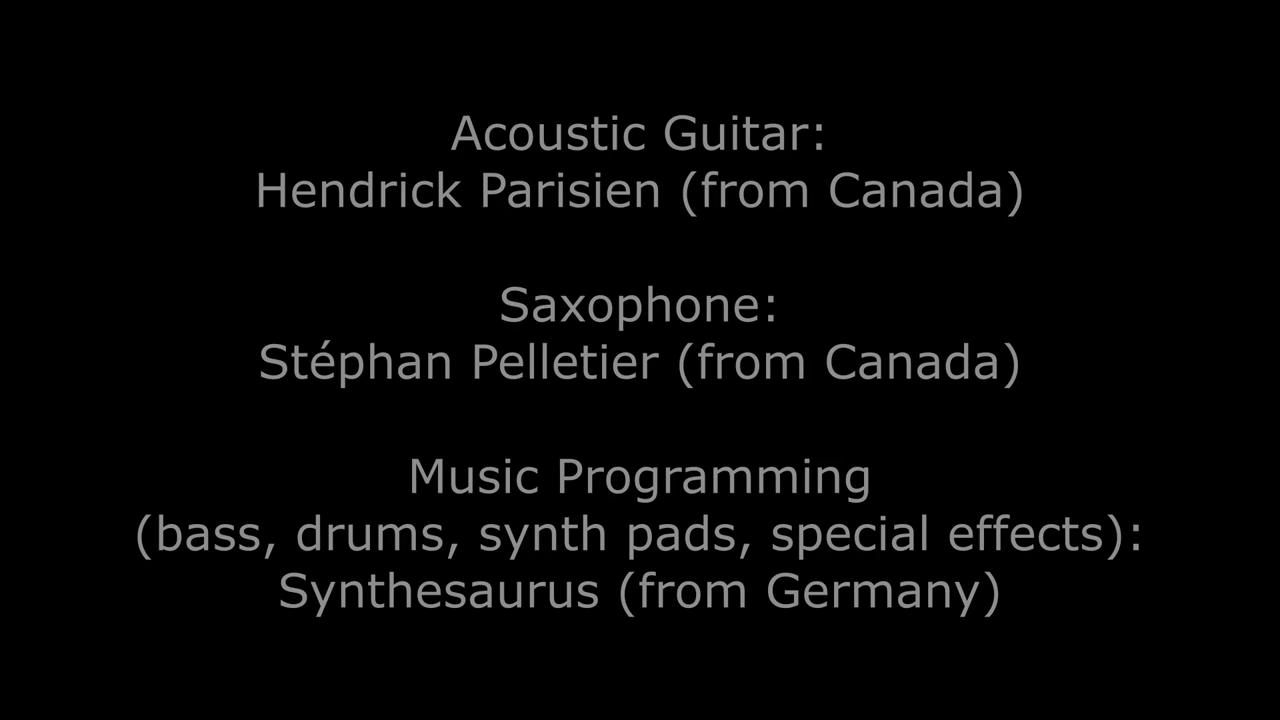 Acoustic Guitar:
Hendrick Parisien (from Canada)
Saxophone:
Stéphan Pelletier (from Canada)
Music Programming
(bass, drums, synth pads, special effects):
Synthesaurus (from Germany)